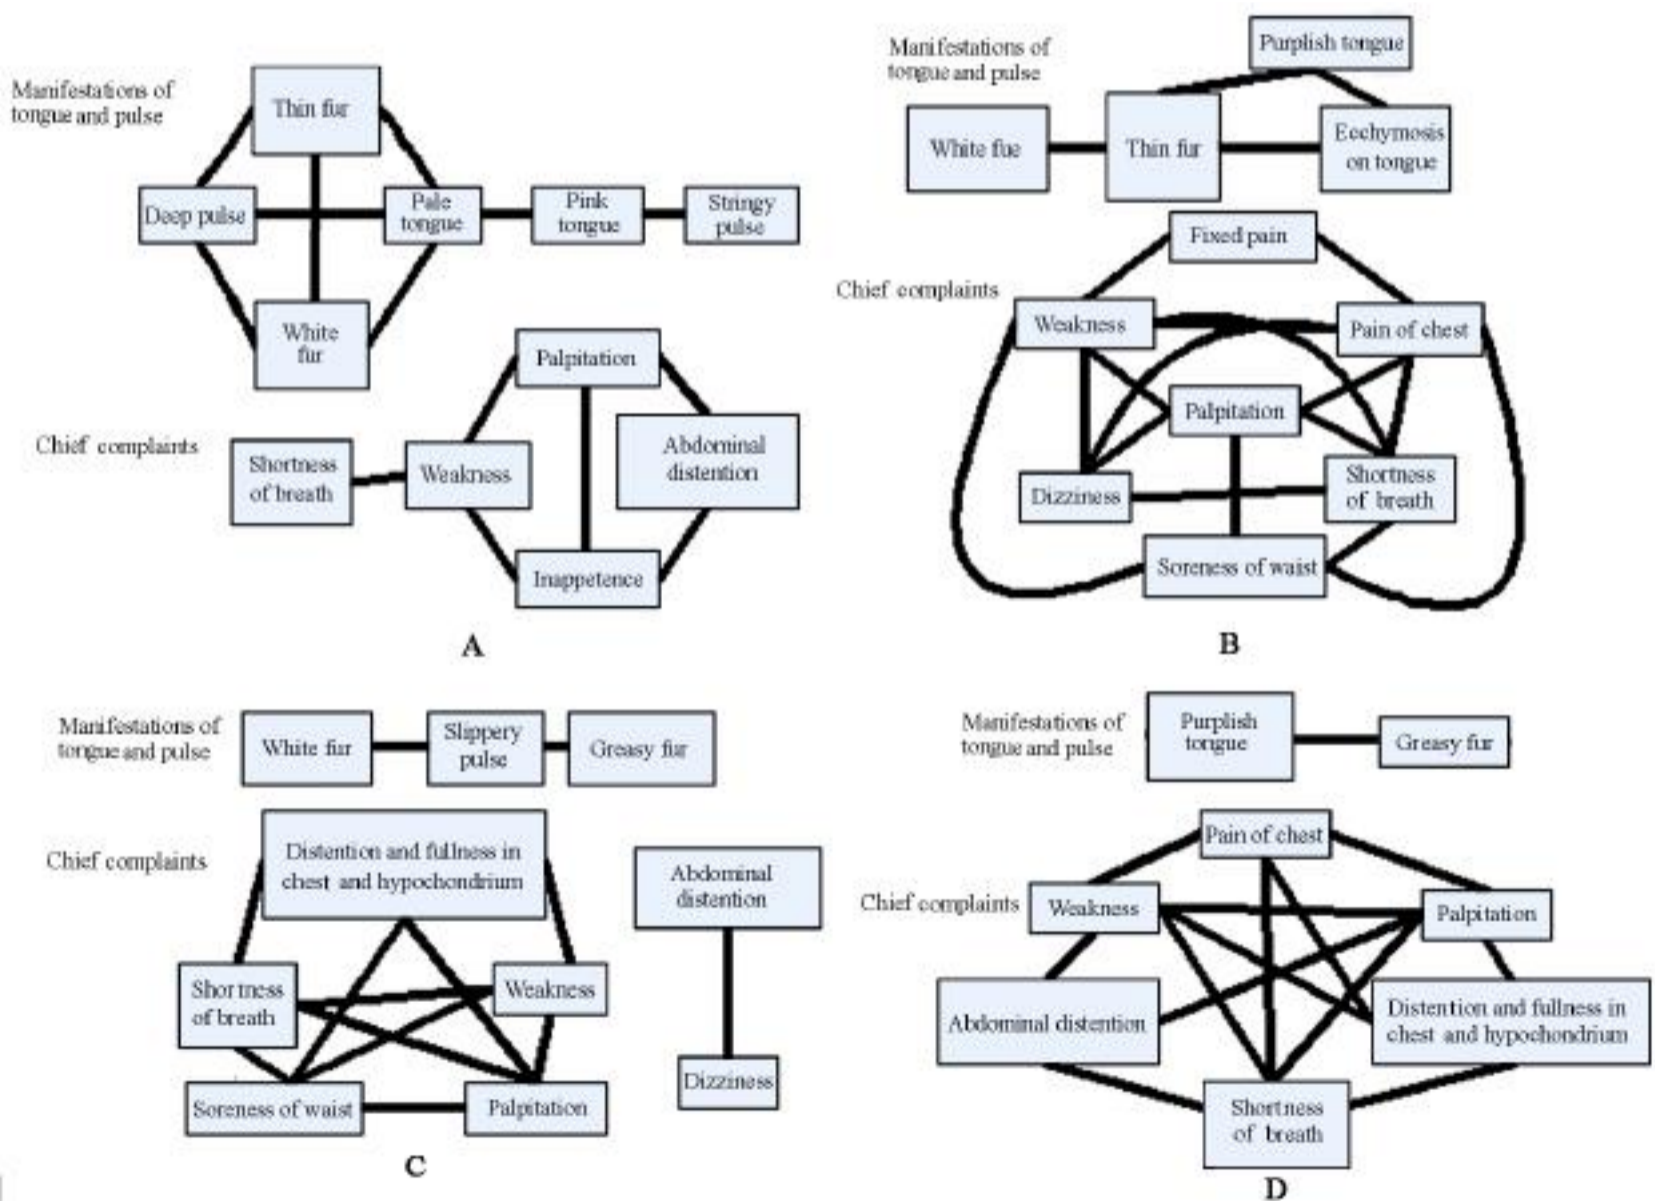 Manifestations of
tongue and pulse
Thin fur
Deep pulse
Pale
tongue
Pink
tongue
Stringy
pulse
White
fur
Chief complaints
Palpitation
Shortness
of breath
Weakness
Abdominal
distention
Inappetence
A
Manifestations of
tongue and pulse
Purplish tongue
White fue
Thin fur
Ecchymosis
on tongue
Fixed pain
Chief complaints
Weakness
Pain of chest
Palpitation
Dizziness
Shortness
of breath
Soreness of waist
B
Manifestations of
tongue and pulse
White fur
Slippery
pulse
Greasy fur
Chief complaints
Distention and fullness in
chest and hypochondrium
Abdominal
distention
Shortness
of breath
Weakness
Soreness of waist
Palpitation
Dizziness
C
Manifestations of
tongue and pulse
Purplish
tongue
Greasy fur
Pain of chest
Chief complaints
Weakness
Palpitation
Abdominal distention
Distention and fullness in
chest and hypochondrium
Shortness
of breath
D